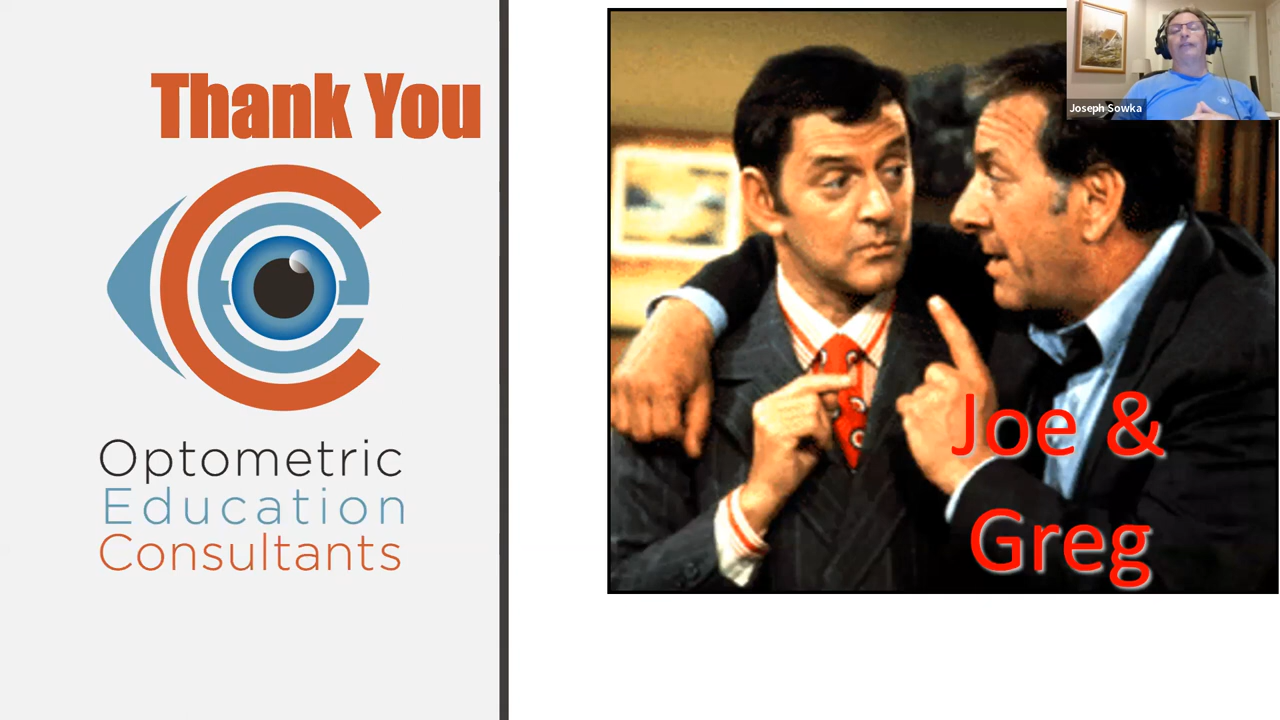 Thank You
Optometric
Education
Consultants
Joseph Sowka
Joe &
Greg